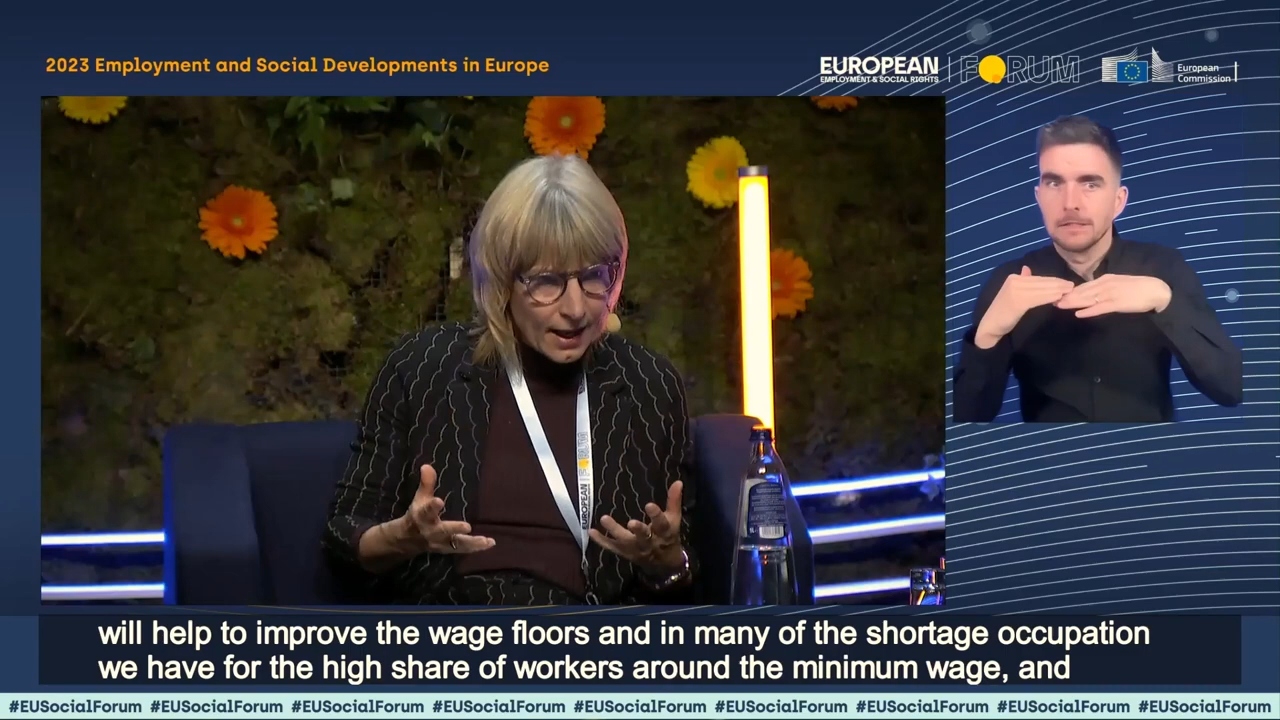 2023 Employment and Social Developments in Europe
EUROPEAN
EMPLOYMENT & SOCIAL RIGHTS
FORUM
European
Commission
EUROPEAN
will help to improve the wage floors and in many of the shortage occupation
we have for the high share of workers around the minimum wage, and
#EUSocialForum #EUSocialForum #EUSocialForum #EUSocialForum #EUSocialForum #EUSocialForum #EUSocialForum #EUSocialForum #EUSocialForum